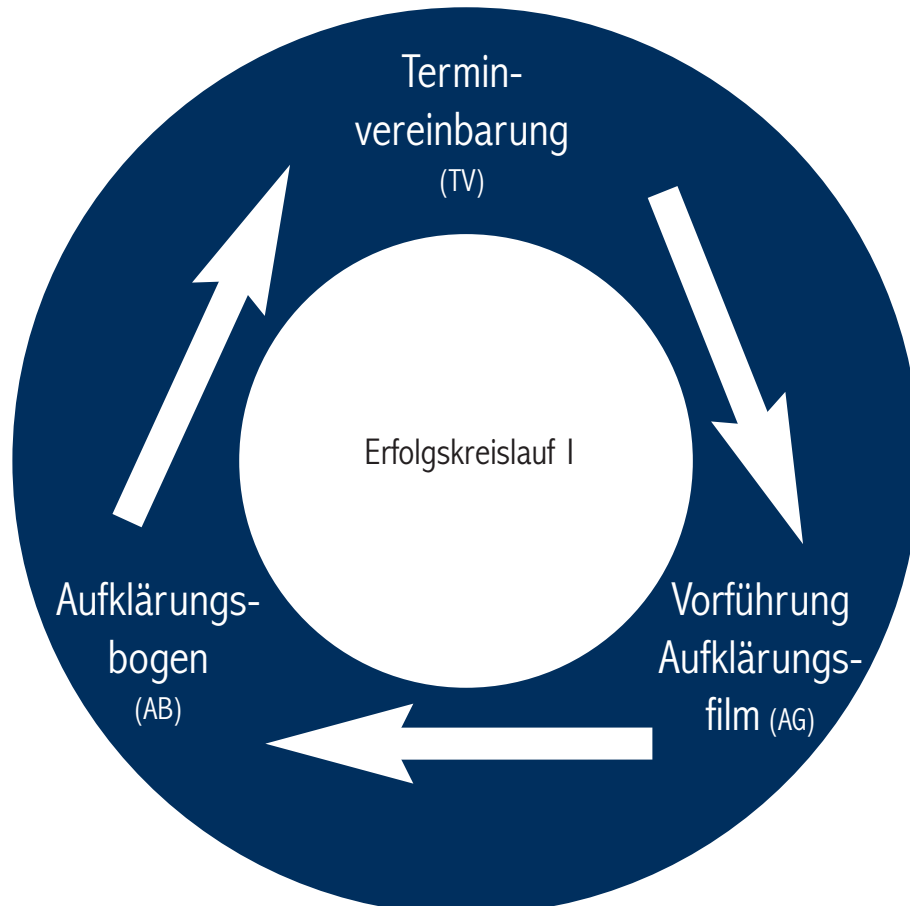 Termin-
vereinbarung
(TV)
Erfolgskreislauf I
Vorführung
Aufklärungs-
film (AG)
Aufklärungs-
bogen
(AB)